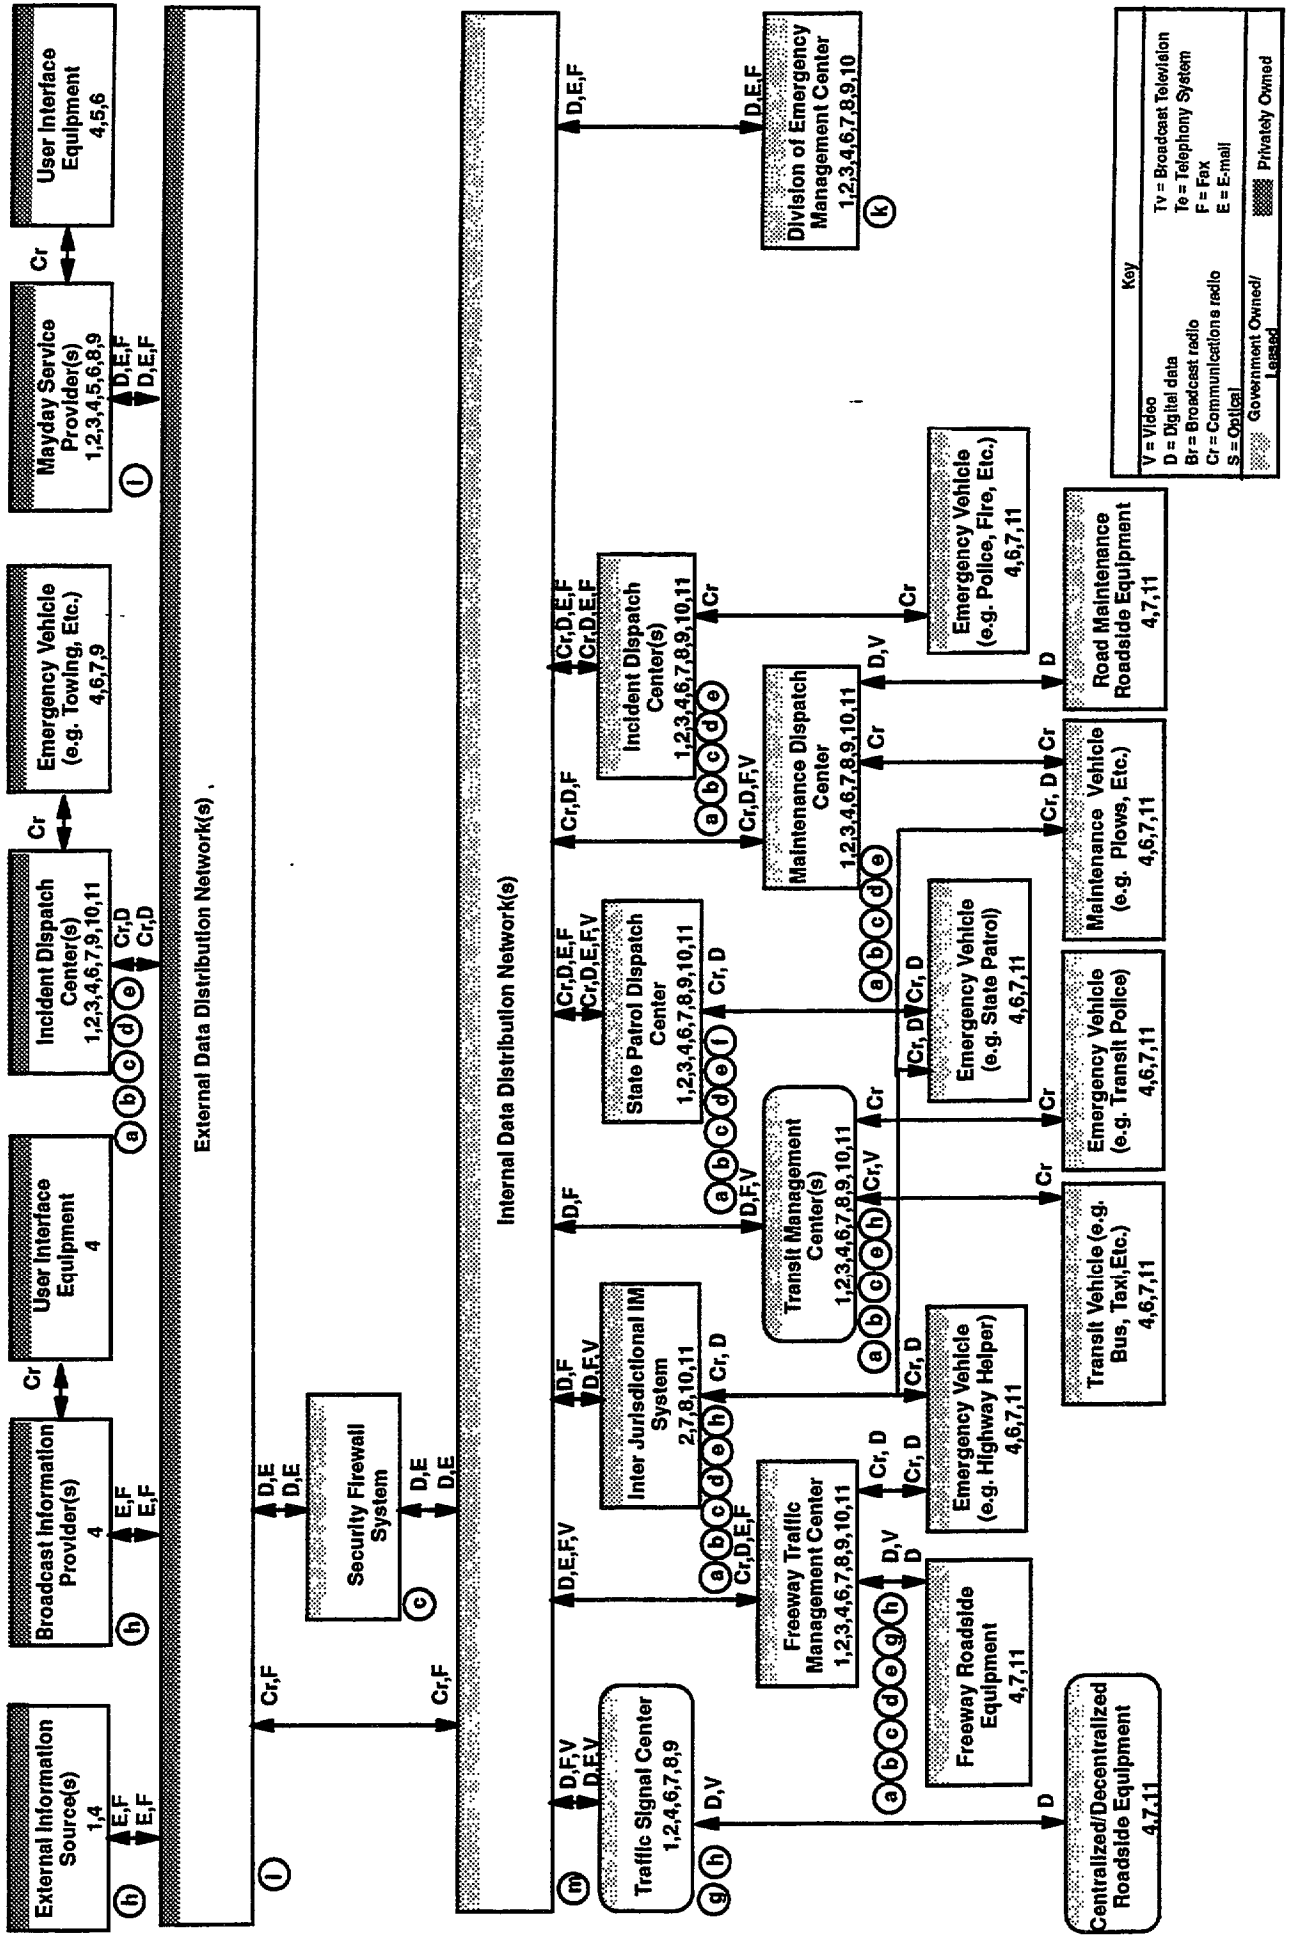 External Information
Source(s)
1,4
h
E,F
E,F
Broadcast Information
Provider(s)
4
h
E,F
E,F
Cr
User Interface
Equipment
4
Incident Dispatch
Center(s)
1,2,3,4,6,7,9,10,11
a b c d e
Cr,D
Cr,D
Cr
Emergency Vehicle
(e.g. Towing, Etc.)
4,6,7,9
Mayday Service
Provider(s)
1,2,3,4,5,6,8,9
D,E,F
D,E,F
Cr
User Interface
Equipment
4,5,6
External Data Distribution Network(s)
Cr,F
Cr,F
D,E
D,E
Security Firewall
System
c
D,E
D,E
Internal Data Distribution Network(s)
m
D,F,V
D,F,V
Traffic Signal Center
1,2,4,6,7,8,9
g h
D,V
D
Centralized/Decentralized
Roadside Equipment
4,7,11
D,E,F,V
Cr,D,E,F
Freeway Traffic
Management Center
1,2,3,4,6,7,8,9,10,11
a b c d e g h
D,V
D
Freeway Roadside
Equipment
4,7,11
Cr, D
Cr, D
Emergency Vehicle
(e.g. Highway Helper)
4,6,7,11
D,F
D,F,V
Inter Jurisdictional IM
System
2,7,8,10,11
a b c d e h
Cr, D
Cr, D
D,F
D,F,V
Transit Management
Center(s)
1,2,3,4,6,7,8,9,10,11
a b c e h
Cr,V
Cr
Transit Vehicle (e.g.
Bus, Taxi,Etc.)
4,6,7,11
Cr
Cr
Emergency Vehicle
(e.g. Transit Police)
4,6,7,11
Cr,D,E,F
Cr,D,E,F,V
State Patrol Dispatch
Center
1,2,3,4,6,7,8,9,10,11
a b c d e f
Cr, D
Cr, D
Cr, D
Emergency Vehicle
(e.g. State Patrol)
4,6,7,11
Cr,D,F
Cr,D,F,V
Maintenance Dispatch
Center
1,2,3,4,6,7,8,9,10,11
a b c d e
Cr
Cr, D
Cr
Maintenance Vehicle
(e.g. Plows, Etc.)
4,6,7,11
D,V
D
Road Maintenance
Roadside Equipment
4,7,11
Cr,D,E,F
Cr,D,E,F
Incident Dispatch
Center(s)
1,2,3,4,6,7,8,9,10,11
a b c d e
Cr
Cr
Emergency Vehicle
(e.g. Police, Fire, Etc.)
4,6,7,11
D,E,F
D,E,F
Division of Emergency
Management Center
1,2,3,4,6,7,8,9,10
k
Key
V = Video
D = Digital data
Br = Broadcast radio
Cr = Communications radio
S = Optical
Tv = Broadcast Television
Te = Telephony System
F = Fax
E = E-mail
Government Owned/
Leased
Privately Owned